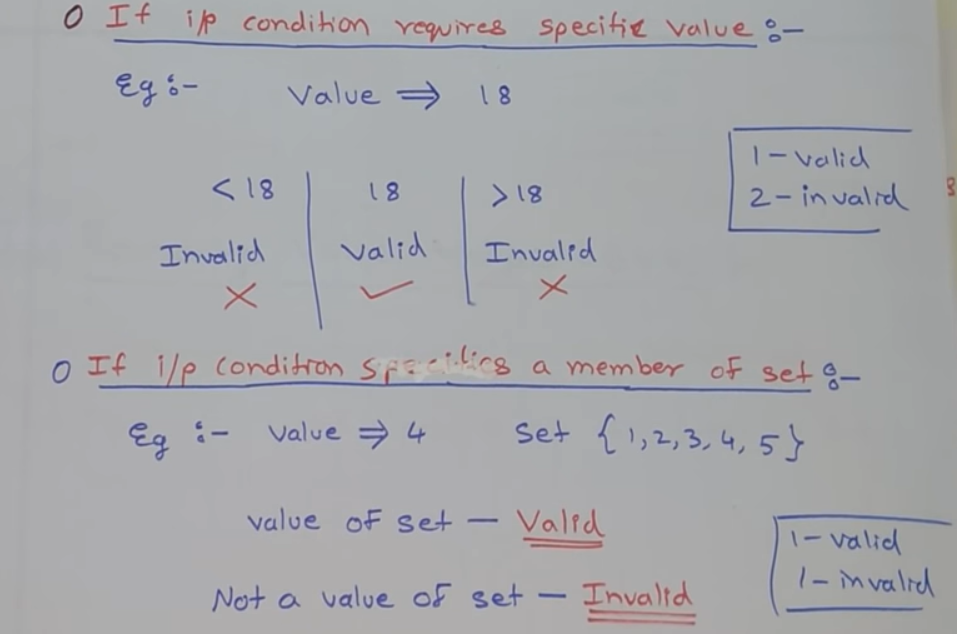 O If i/p condition requires specific value :-
Eg :- Value ⇒ 18
<18 | 18 | >18
Invalid | Valid | Invalid
✗ ✓ ✗
1 - valid
2 - invalid
O If i/p condition specifies a member of set :-
Eg :- Value ⇒ 4 Set {1,2,3,4,5}
value of set - Valid
Not a value of set - Invalid
1 - valid
1 - invalid